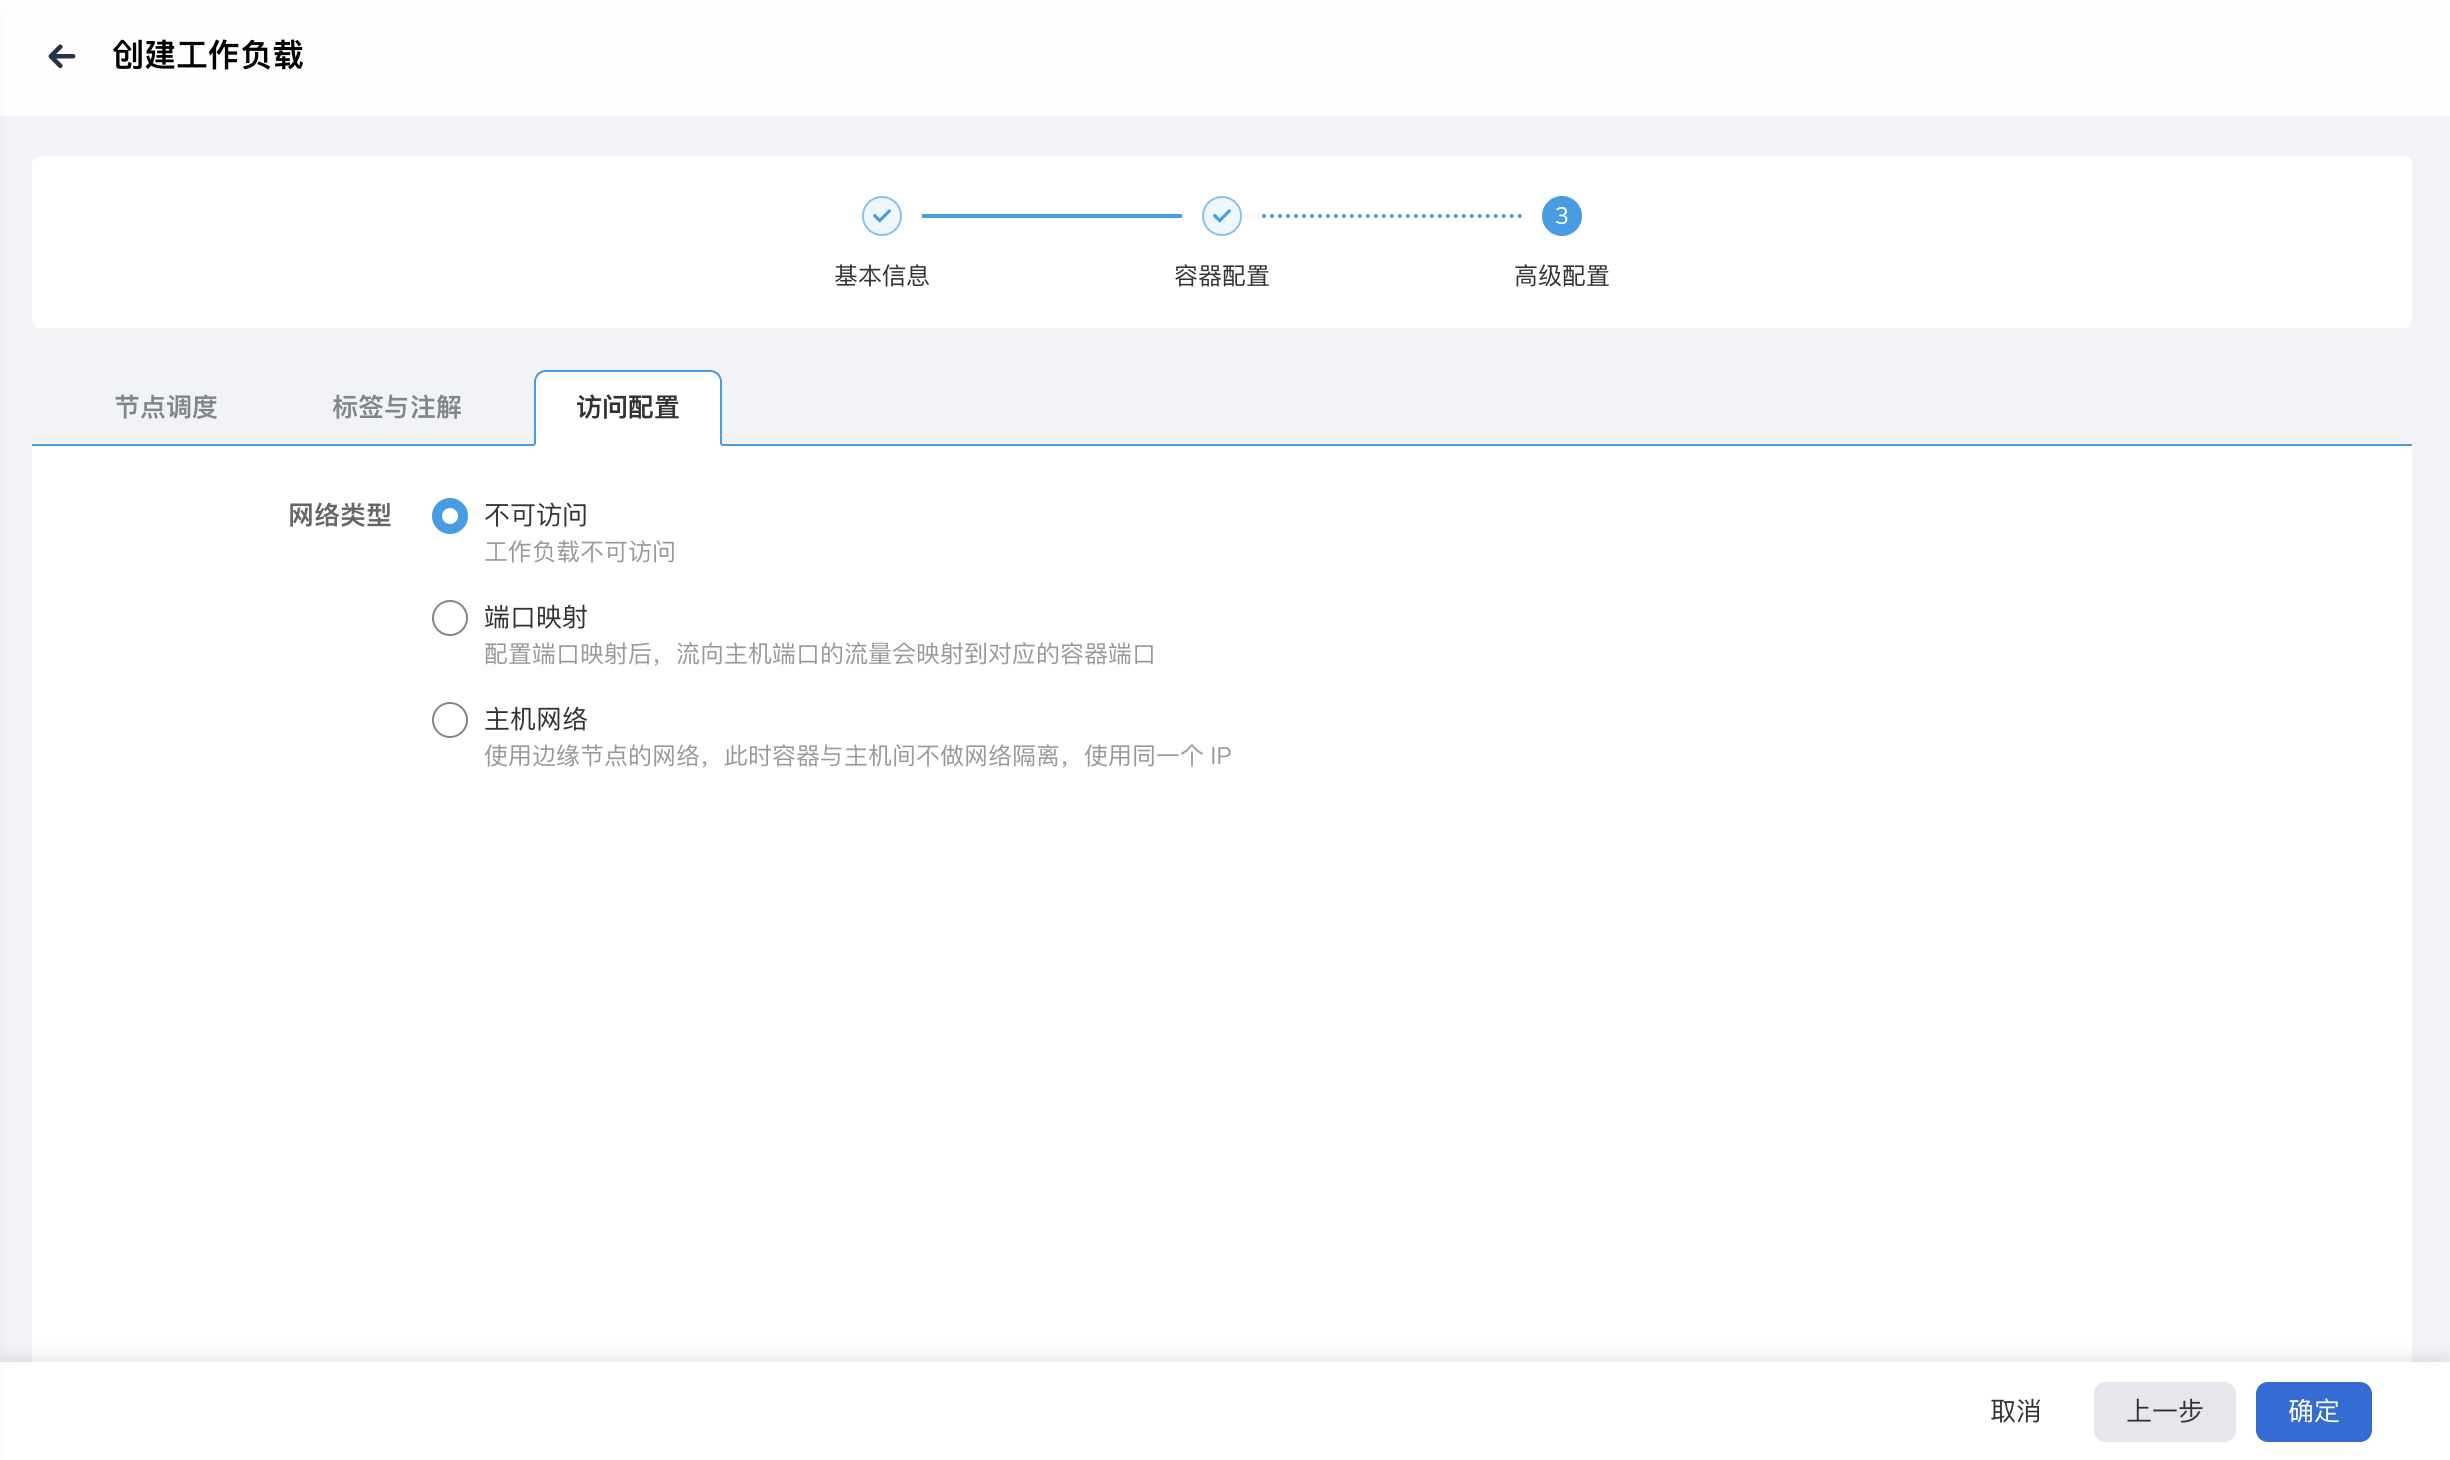 创建工作负载
3
基本信息 容器配置 高级配置
节点调度 标签与注解 访问配置
网络类型 不可访问
工作负载不可访问
端口映射
配置端口映射后，流向主机端口的流量会映射到对应的容器端口
主机网络
使用边缘节点的网络，此时容器与主机间不做网络隔离，使用同一个 IP
取消 上一步 确定